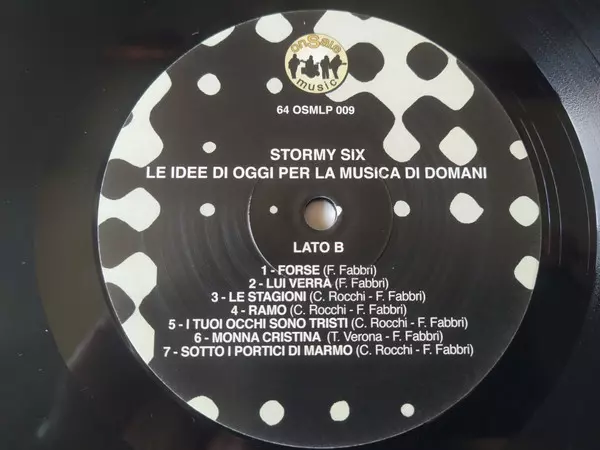 on Sale
music
64 OSMLP 009
STORMY SIX
LE IDEE DI OGGI PER LA MUSICA DI DOMANI
LATO B
1 - FORSE (F. Fabbri)
2 - LUI VERRÀ (F. Fabbri)
3 - LE STAGIONI (C. Rocchi - F. Fabbri)
4 - RAMO (C. Rocchi - F. Fabbri)
5 - I TUOI OCCHI SONO TRISTI (C. Rocchi - F. Fabbri)
6 - MONNA CRISTINA (T. Verona - F. Fabbri)
7 - SOTTO I PORTICI DI MARMO (C. Rocchi - F. Fabbri)